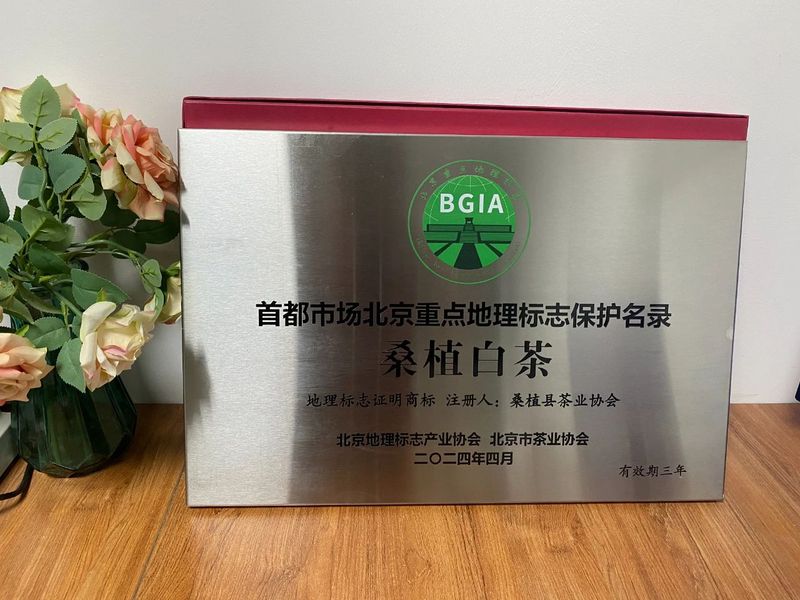 BGIA
首都市场北京重点地理标志保护名录
桑植白茶
地理标志证明商标 注册人：桑植县茶业协会
北京地理标志产业协会 北京市茶业协会
二〇二四年四月
有效期三年